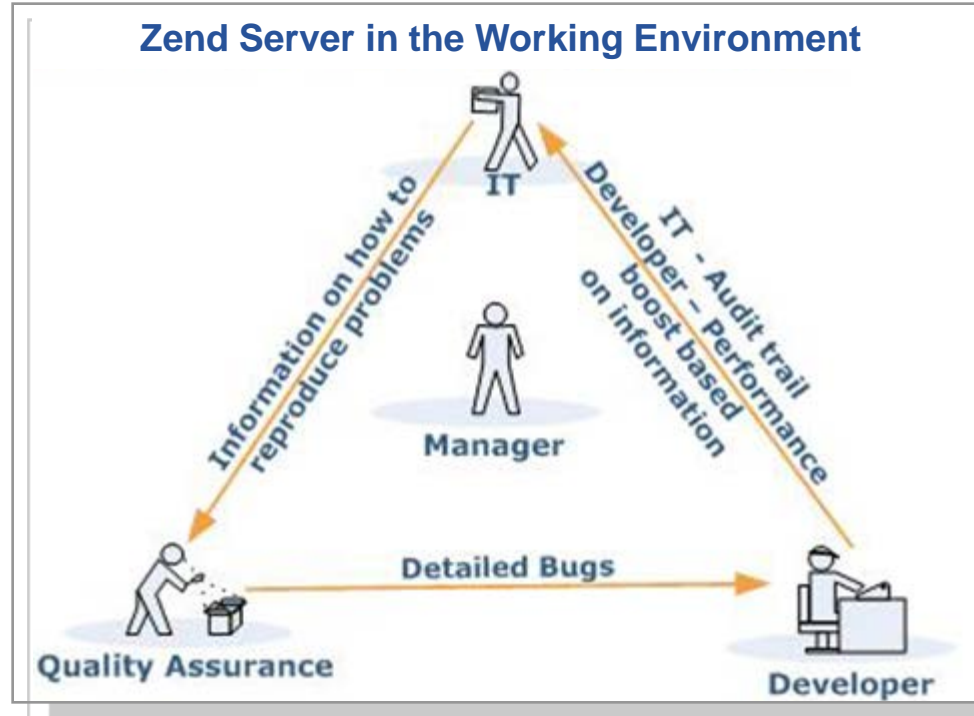 Zend Server in the Working Environment
IT
Information on how to
reproduce problems
IT - Audit trail
Developer – Performance
boost based
on information
Manager
Detailed Bugs
Quality Assurance
Developer